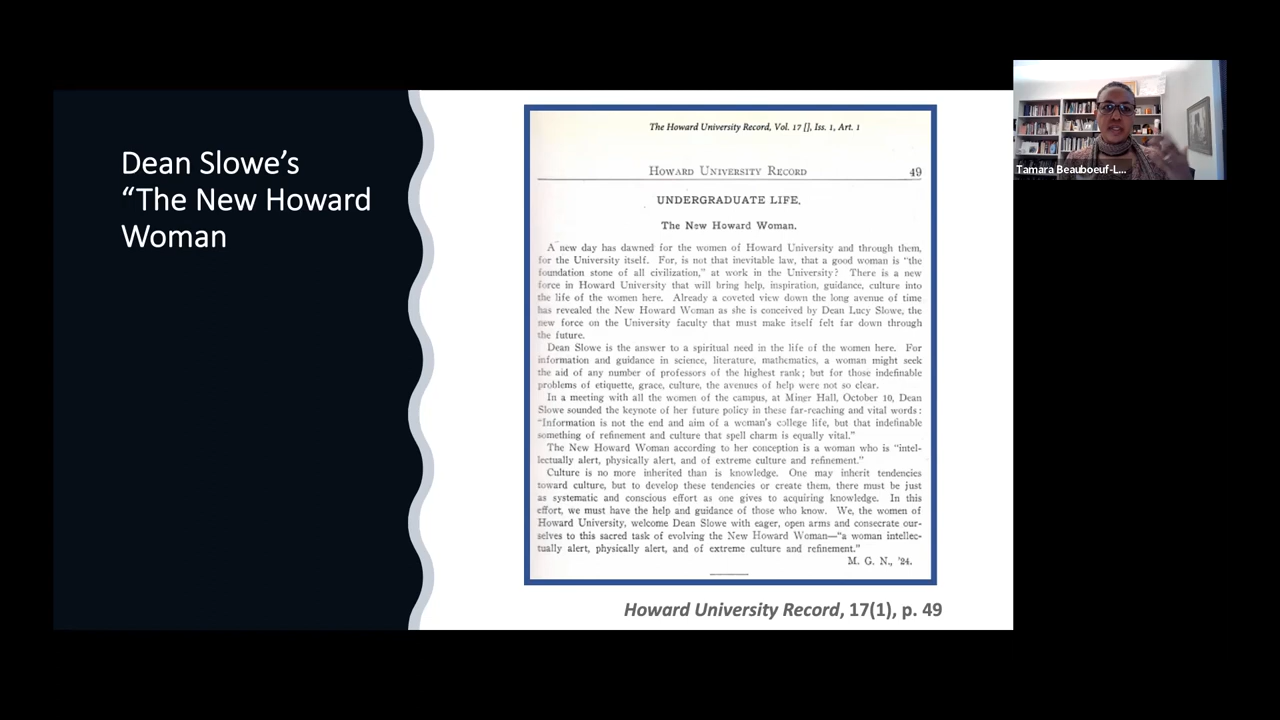 Dean Slowe’s
“The New Howard
Woman
The Howard University Record, Vol. 17 [], Iss. 1, Art. 1
HOWARD UNIVERSITY RECORD 49
UNDERGRADUATE LIFE.
The New Howard Woman.
A new day has dawned for the women of Howard University and through them,
for the University itself. For, is not that inevitable law, that a good woman is "the
foundation stone of all civilization," at work in the University? There is a new
force in Howard University that will bring help, inspiration, guidance, culture into
the life of the women here. Already a coveted view down the long avenue of time
has revealed the New Howard Woman as she is conceived by Dean Lucy Slowe, the
new force on the University faculty that must make itself felt far down through
the future.
Dean Slowe is the answer to a spiritual need in the life of the women here. For
information and guidance in science, literature, mathematics, a woman might seek
the aid of any number of professors of the highest rank; but for those indefinable
problems of etiquette, grace, culture, the avenues of help were not so clear.
In a meeting with all the women of the campus, at Miner Hall, October 10, Dean
Slowe sounded the keynote of her future policy in these far-reaching and vital words:
"Information is not the end and aim of a woman's college life, but that indefinable
something of refinement and culture that spell charm is equally vital."
The New Howard Woman according to her conception is a woman who is "intel-
lectually alert, physically alert, and of extreme culture and refinement."
Culture is no more inherited than is knowledge. One may inherit tendencies
toward culture, but to develop these tendencies or create them, there must be just
as systematic and conscious effort as one gives to acquiring knowledge. In this
effort, we must have the help and guidance of those who know. We, the women of
Howard University, welcome Dean Slowe with eager, open arms and consecrate our-
selves to this sacred task of evolving the New Howard Woman—"a woman intellec-
tually alert, physically alert, and of extreme culture and refinement."
M. G. N., '24.
Howard University Record, 17(1), p. 49
Tamara Beauboeuf-L...